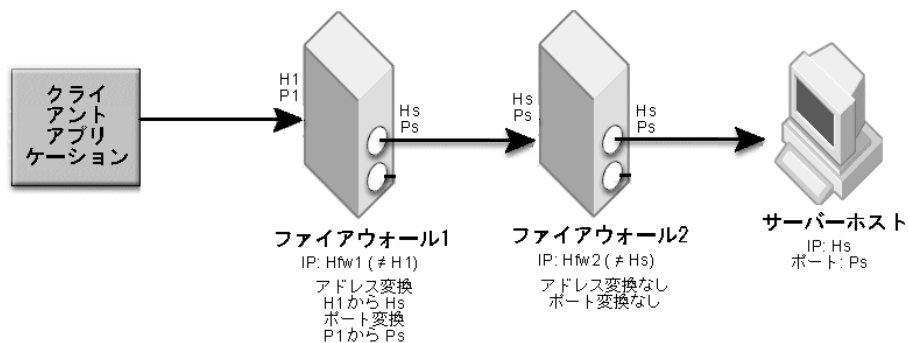 クライ
アント
アプリ
ケーション
H1
P1
Hs
Ps
Hs
Ps
Hs
Ps
ファイアウォール1
IP: Hfw1 ( ≠ H1)
アドレス変換
H1から Hs
ポート変換
P1から Ps
ファイアウォール2
IP: Hfw2 ( ≠ Hs)
アドレス変換なし
ポート変換なし
サーバーホスト
IP: Hs
ポート: Ps